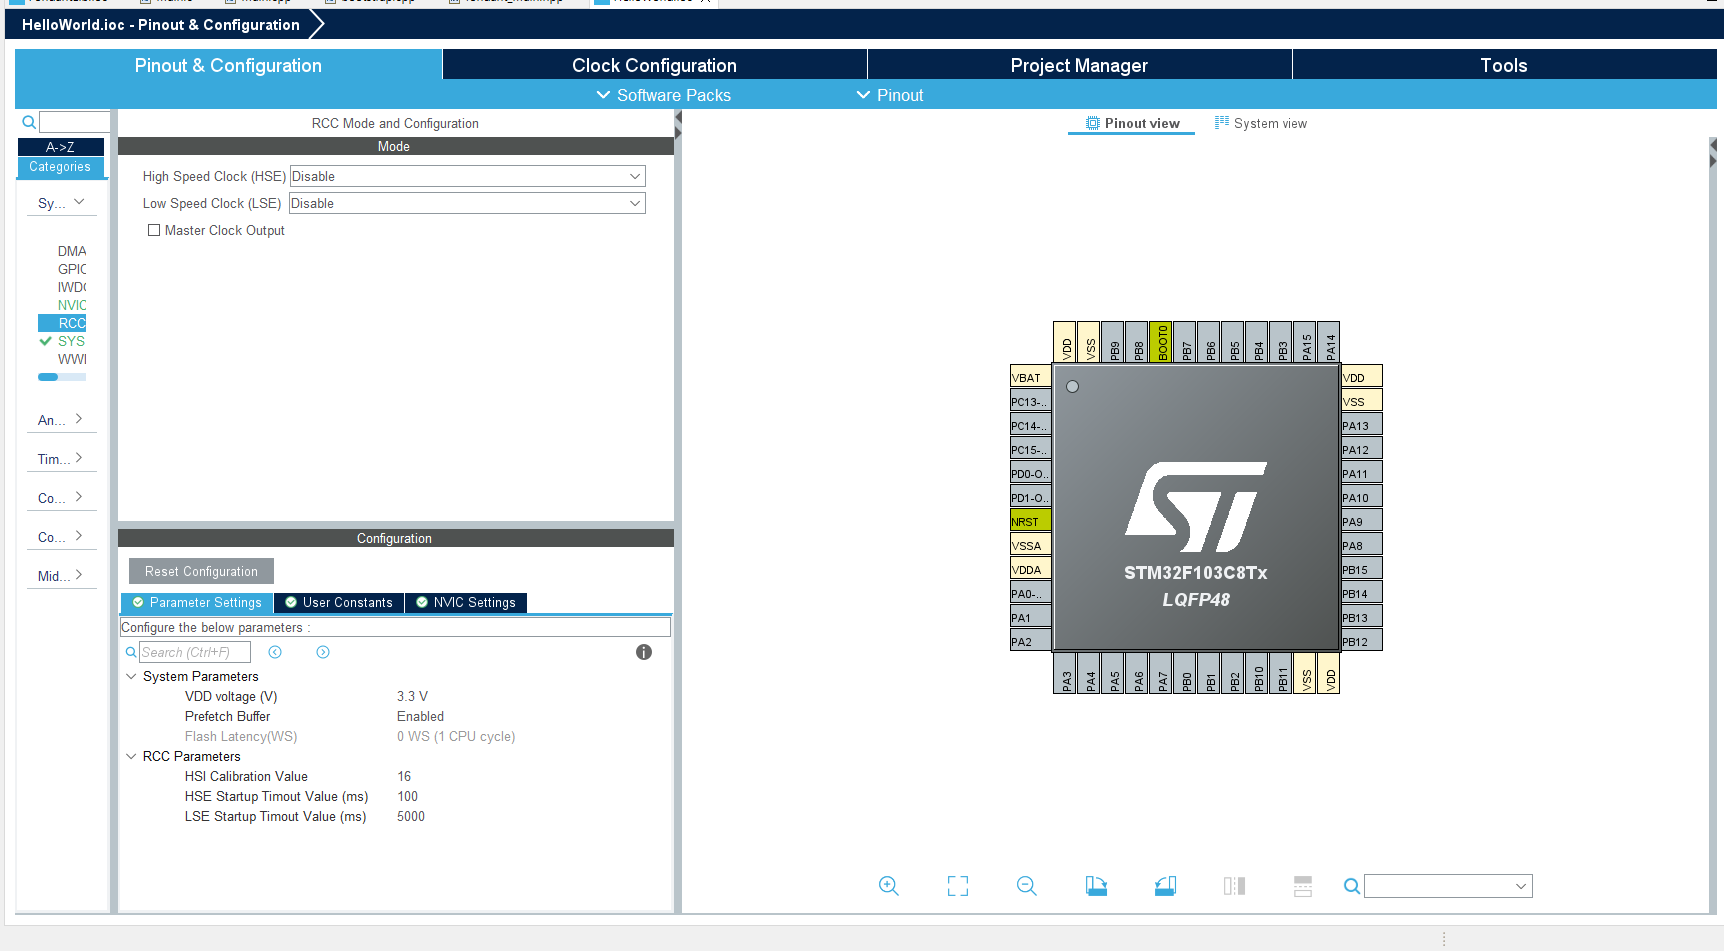 HelloWorld.ioc - Pinout & Configuration
Pinout & Configuration
Clock Configuration
Project Manager
Tools
Software Packs
Pinout
A->Z
Categories
Sy...
DMA
GPIO
IWDG
NVIC
RCC
SYS
WW
An...
Tim...
Co...
Co...
Mid...
RCC Mode and Configuration
Mode
High Speed Clock (HSE) Disable
Low Speed Clock (LSE) Disable
Master Clock Output
Configuration
Reset Configuration
Parameter Settings
User Constants
NVIC Settings
Configure the below parameters :
Search (Ctrl+F)
System Parameters
VDD voltage (V) 3.3 V
Prefetch Buffer Enabled
Flash Latency(WS) 0 WS (1 CPU cycle)
RCC Parameters
HSI Calibration Value 16
HSE Startup Timout Value (ms) 100
LSE Startup Timout Value (ms) 5000
Pinout view
System view
VDD
VSS
PB9
PB8
BOOT0
PB7
PB6
PB5
PB4
PB3
PA15
PA14
VBAT
PC13-..
PC14-..
PC15-..
PD0-O..
PD1-O..
NRST
VSSA
VDDA
PA0-..
PA1
PA2
ST
STM32F103C8Tx
LQFP48
VDD
VSS
PA13
PA12
PA11
PA10
PA9
PA8
PB15
PB14
PB13
PB12
PA3
PA4
PA5
PA6
PA7
PB0
PB1
PB2
PB10
PB11
VSS
VDD